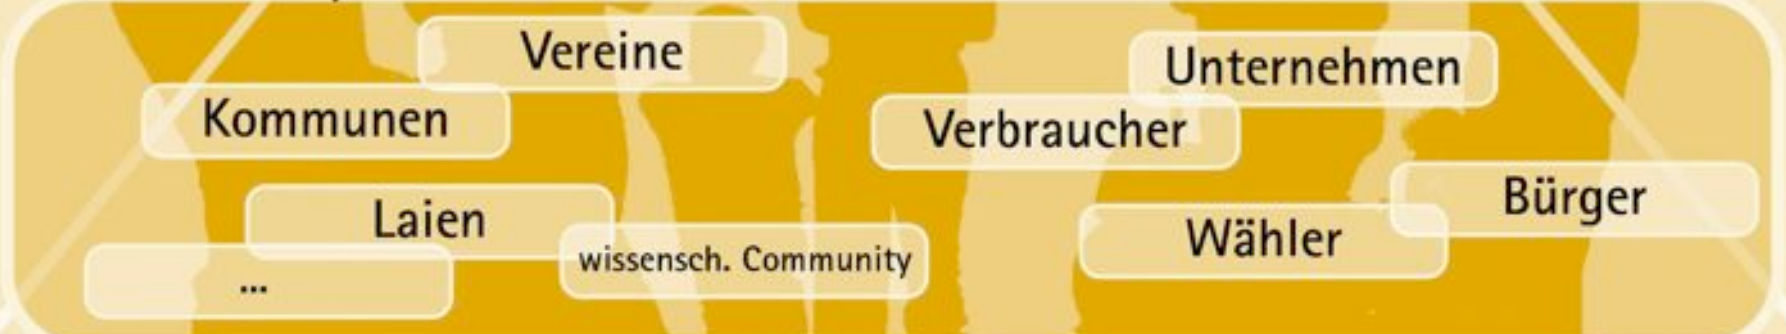 Vereine
Unternehmen
Kommunen
Verbraucher
Laien
Bürger
wissensch. Community
Wähler
...